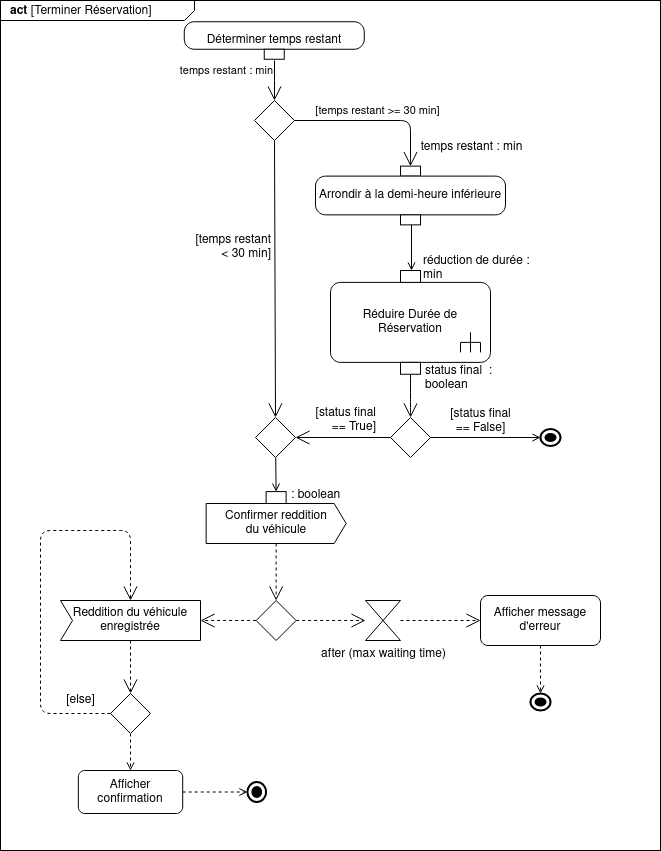 act [Terminer Réservation]
Déterminer temps restant
temps restant : min
[temps restant >= 30 min]
temps restant : min
Arrondir à la demi-heure inférieure
[temps restant
< 30 min]
réduction de durée :
min
Réduire Durée de
Réservation
status final  :
boolean
[status final
== True]
[status final
== False]
: boolean
Confirmer reddition
du véhicule
Reddition du véhicule
enregistrée
Afficher message
d'erreur
after (max waiting time)
[else]
Afficher
confirmation